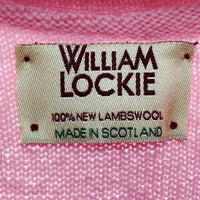 WILLIAM
LOCKIE
100% NEW LAMBSWOOL
MADE IN SCOTLAND